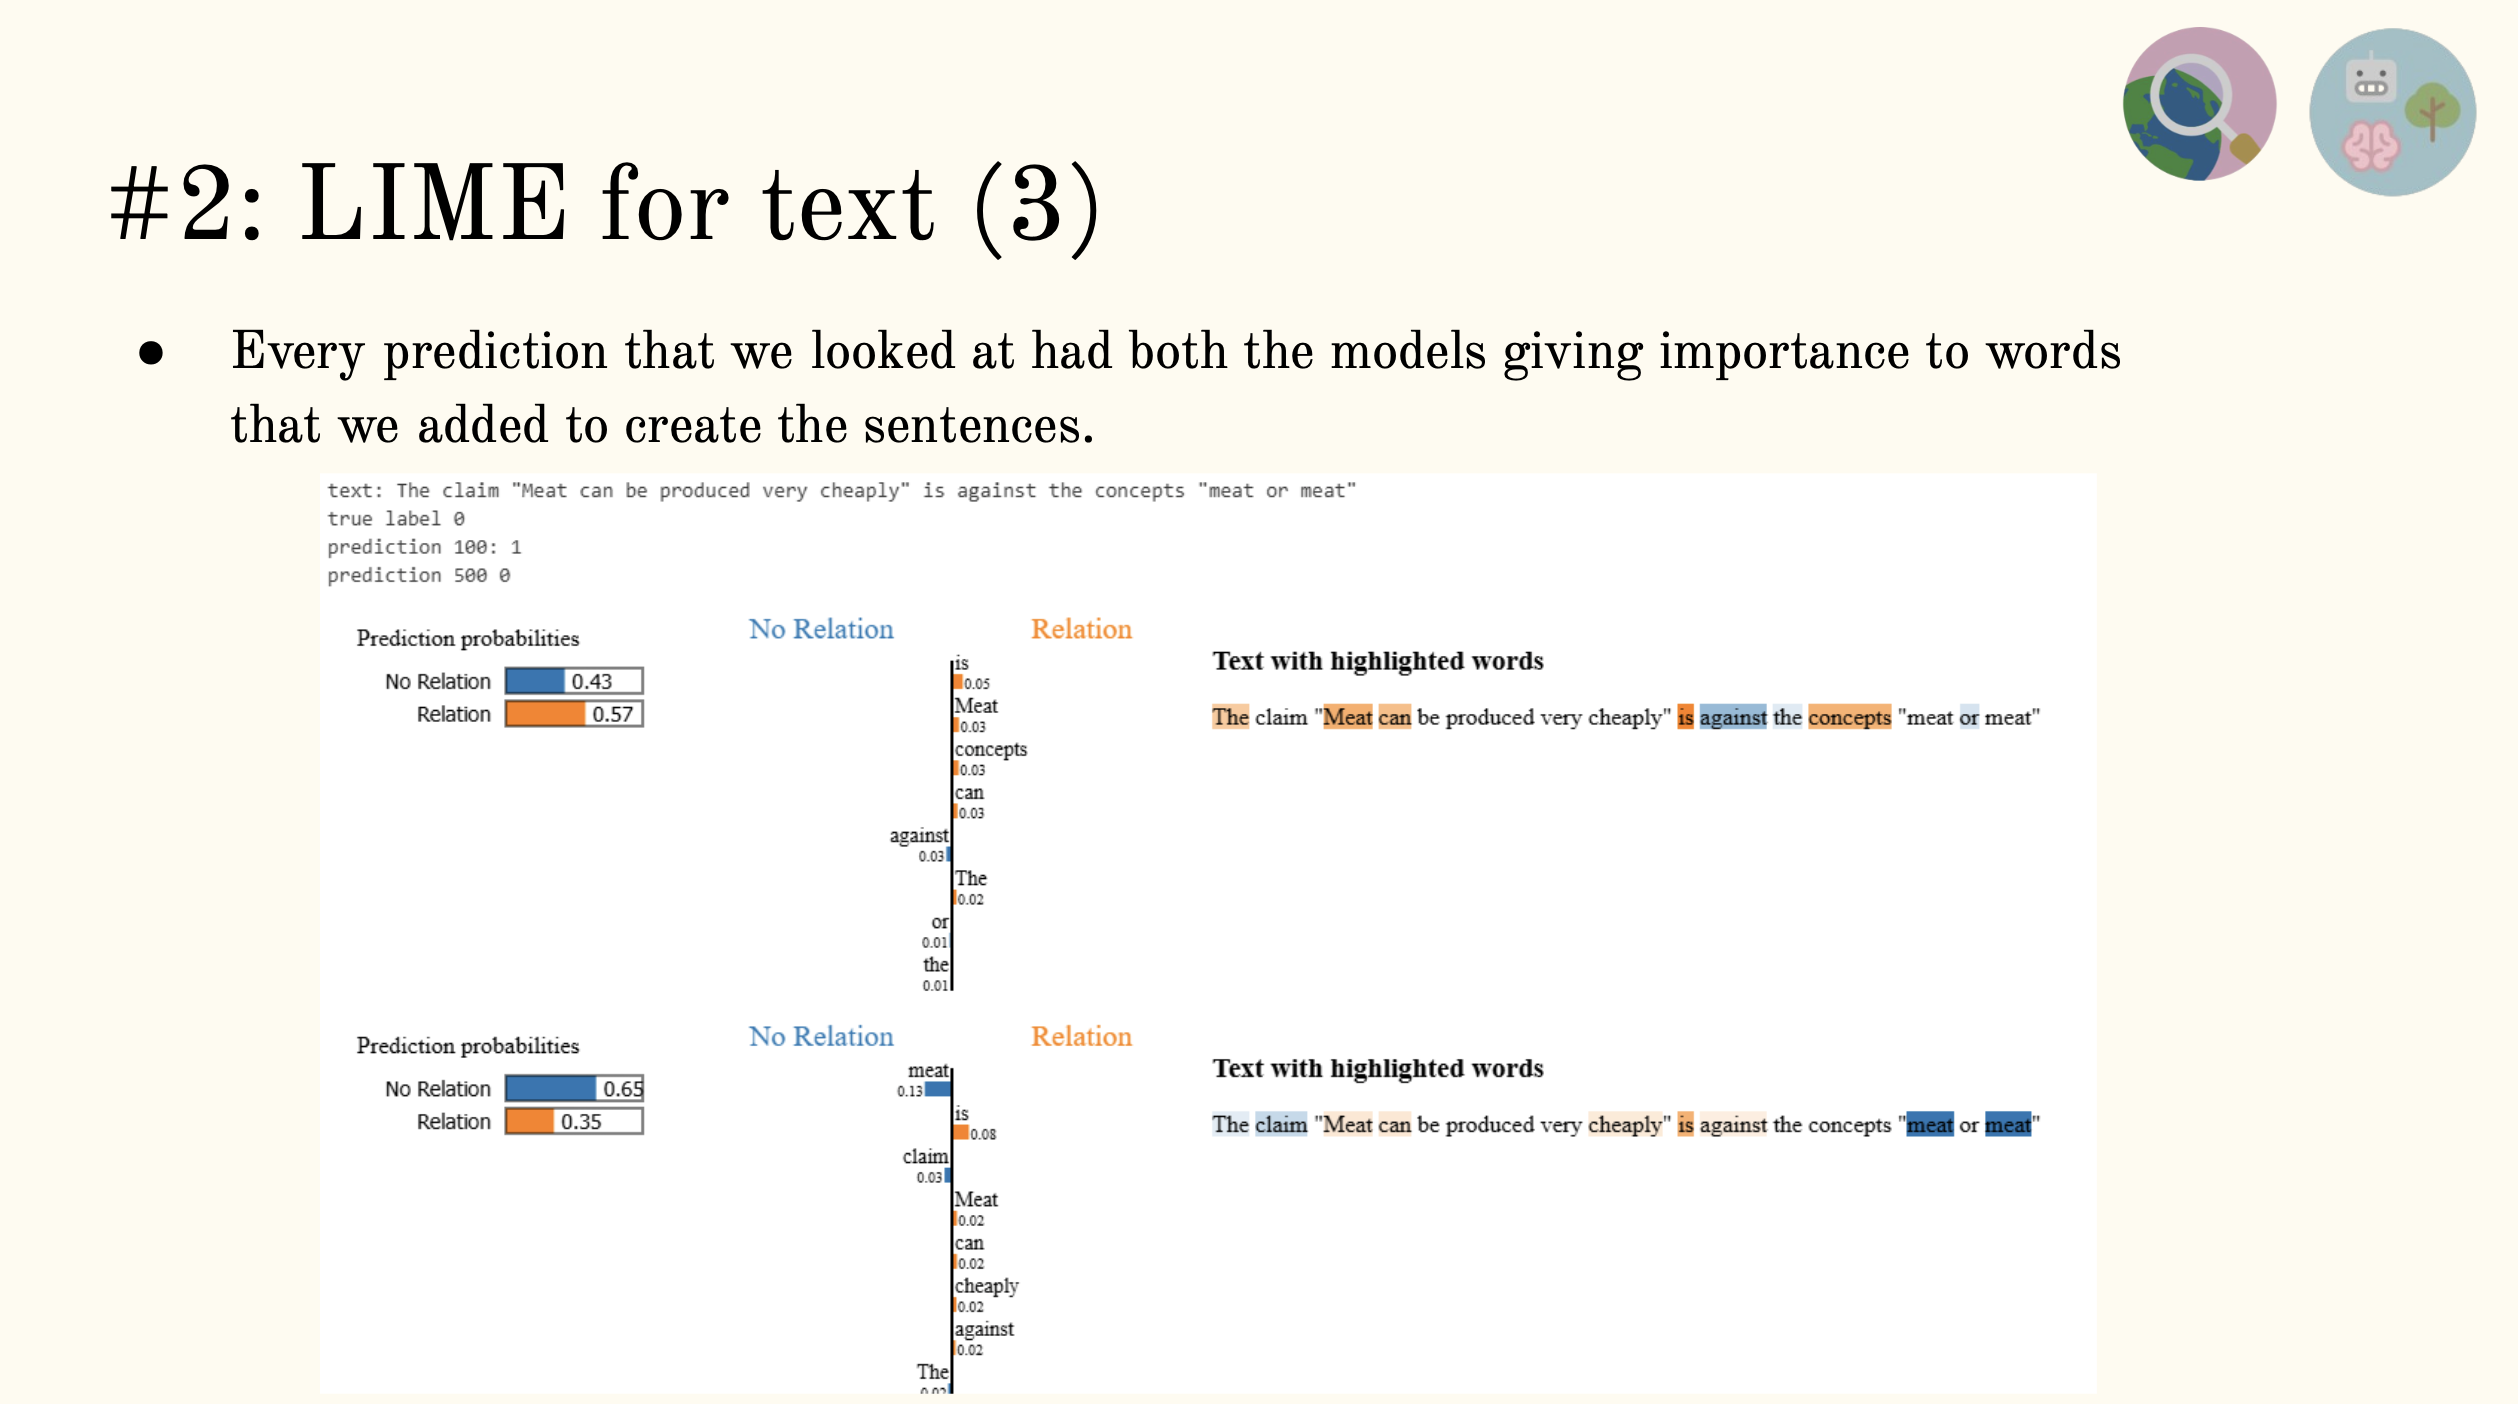 #2: LIME for text (3)
● Every prediction that we looked at had both the models giving importance to words
that we added to create the sentences.
text: The claim "Meat can be produced very cheaply" is against the concepts "meat or meat"
true label 0
prediction 100: 1
prediction 500 0
Prediction probabilities
No Relation 0.43
Relation 0.57
No Relation Relation
is
0.05
Meat
0.03
concepts
0.03
can
0.03
against
0.03
The
0.02
or
0.01
the
0.01
Text with highlighted words
The claim "Meat can be produced very cheaply" is against the concepts "meat or meat"
Prediction probabilities
No Relation 0.65
Relation 0.35
No Relation Relation
meat
0.13
is
0.08
claim
0.03
Meat
0.02
can
0.02
cheaply
0.02
against
0.02
The
0.02
Text with highlighted words
The claim "Meat can be produced very cheaply" is against the concepts "meat or meat"